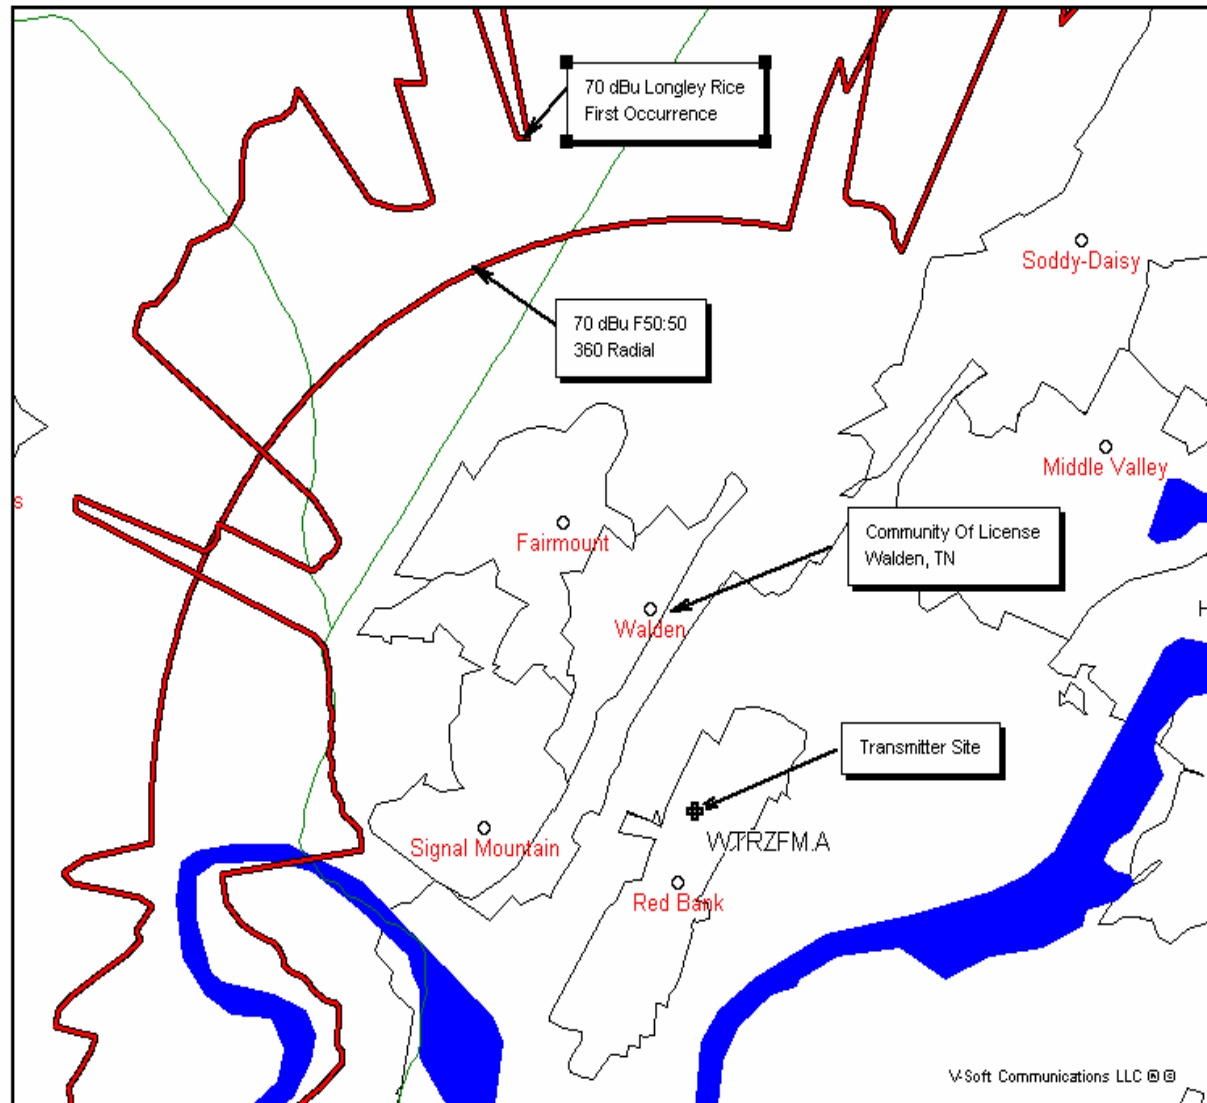 70 dBu Longley Rice
First Occurrence
Soddy-Daisy
70 dBu F50:50
360 Radial
Middle Valley
s
Community Of License
Walden, TN
Fairmount
H
Walden
Transmitter Site
WTRZFM.A
Signal Mountain
Red Bank
V-Soft Communications LLC ® ©